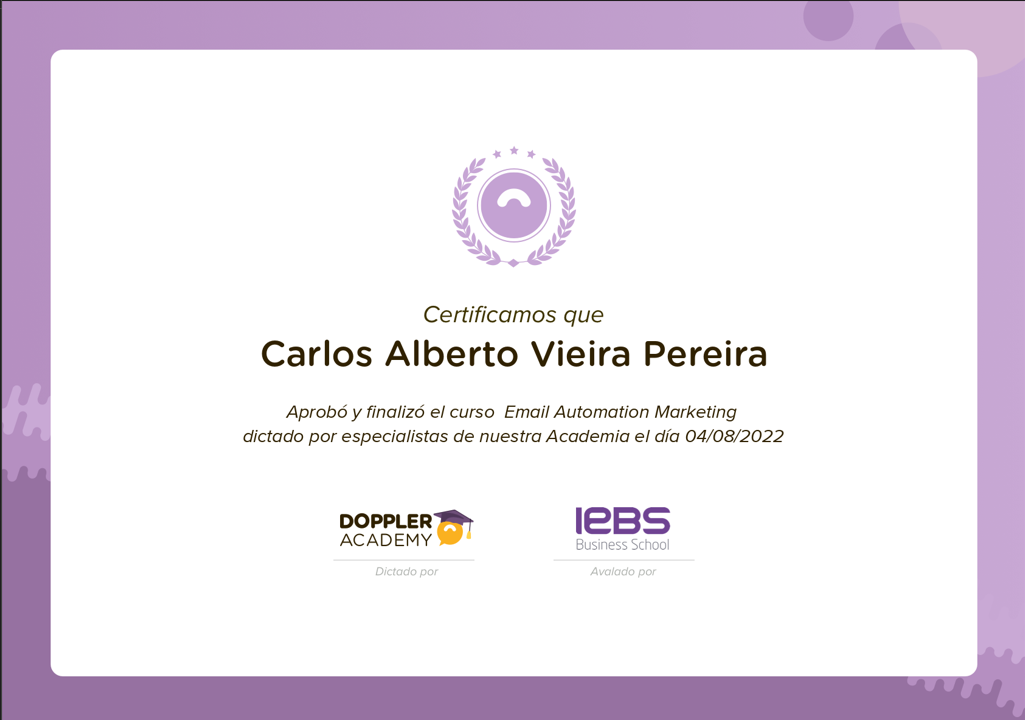 Certificamos que
Carlos Alberto Vieira Pereira
Aprobó y finalizó el curso  Email Automation Marketing
dictado por especialistas de nuestra Academia el día 04/08/2022
DOPPLER
ACADEMY
Dictado por
IEBS
Business School
Avalado por